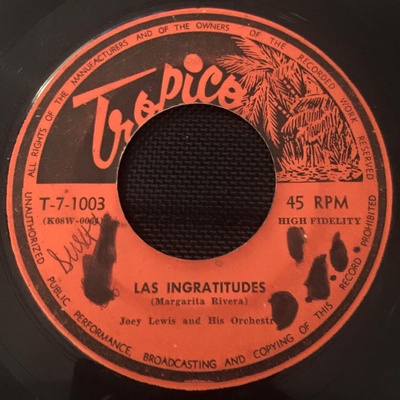 ALL RIGHTS OF THE MANUFACTURERS AND OF THE OWNERS OF THE RECORDED WORK RESERVED
Tropico
T-7-1003
45 RPM
HIGH FIDELITY
LAS INGRATITUDES
(Margarita Rivera)
Joey Lewis and His Orchestra
UNAUTHORIZED PUBLIC PERFORMANCE, BROADCASTING AND COPYING OF THIS RECORD PROHIBITED